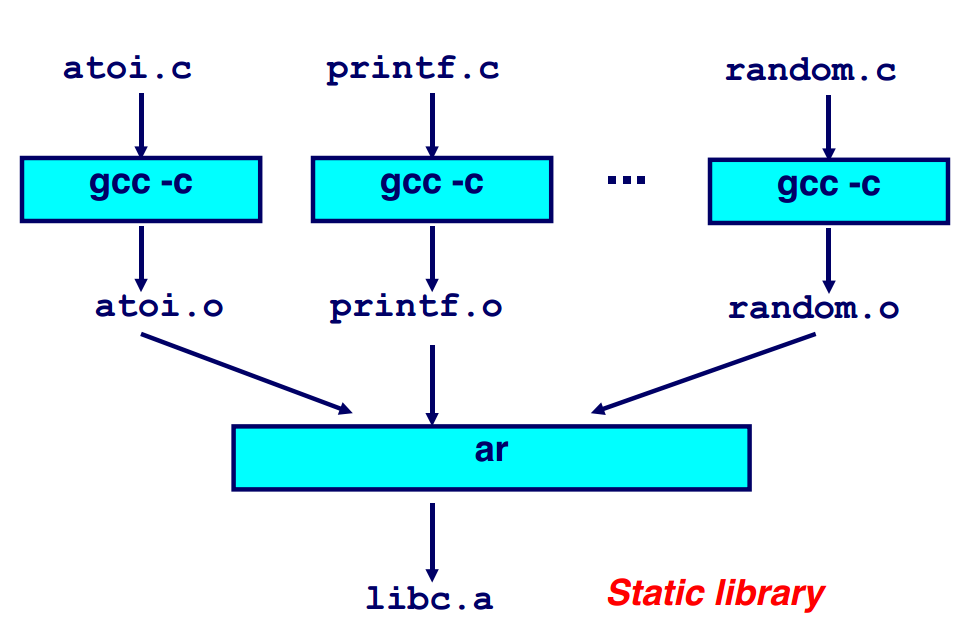 atoi.c printf.c random.c
gcc -c gcc -c ... gcc -c
atoi.o printf.o random.o
ar
libc.a Static library